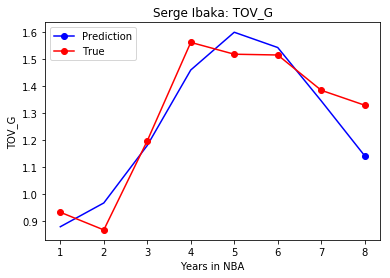 Serge Ibaka: TOV_G
Prediction
True
TOV_G
1.6
1.5
1.4
1.3
1.2
1.1
1.0
0.9
1 2 3 4 5 6 7 8
Years in NBA